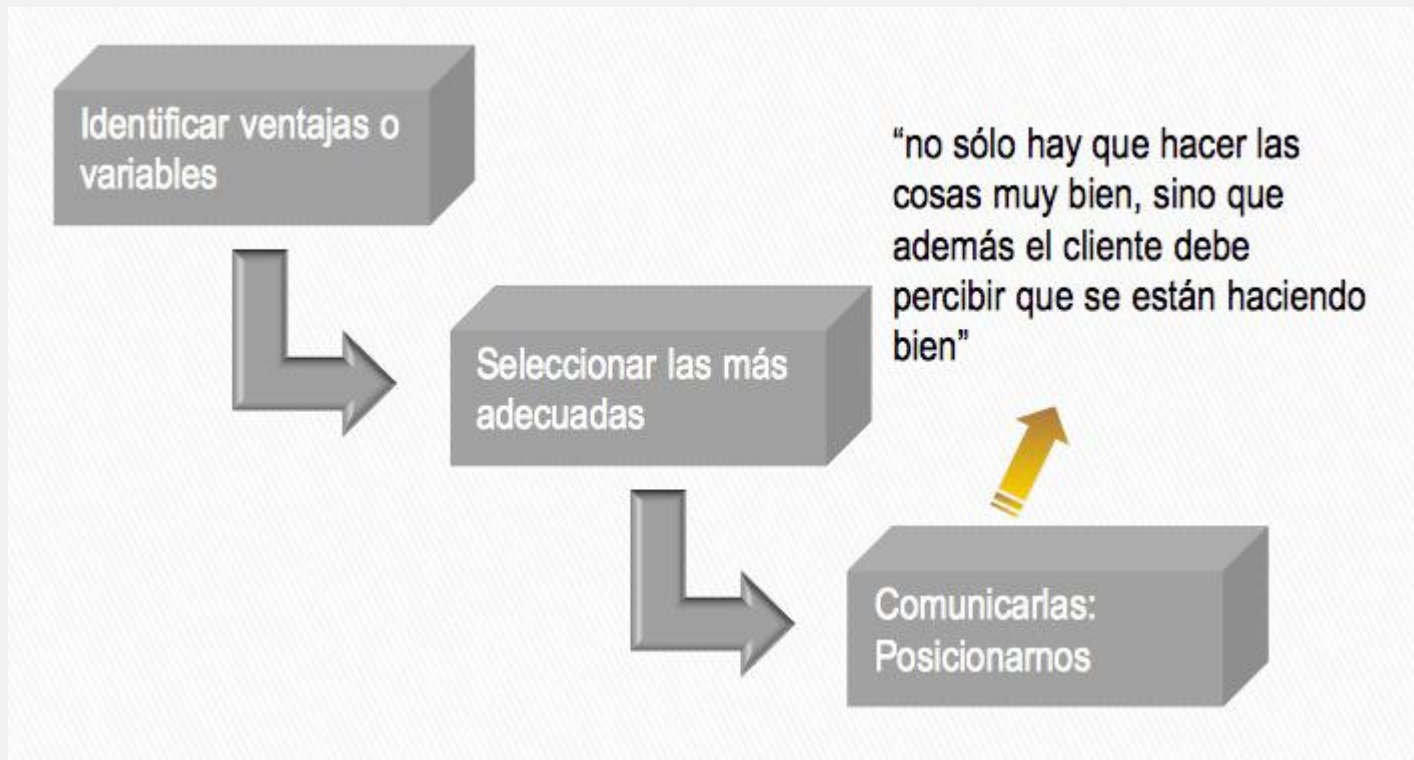 Identificar ventajas o
variables
"no sólo hay que hacer las
cosas muy bien, sino que
además el cliente debe
percibir que se están haciendo
bien"
Seleccionar las más
adecuadas
Comunicarlas:
Posicionarnos